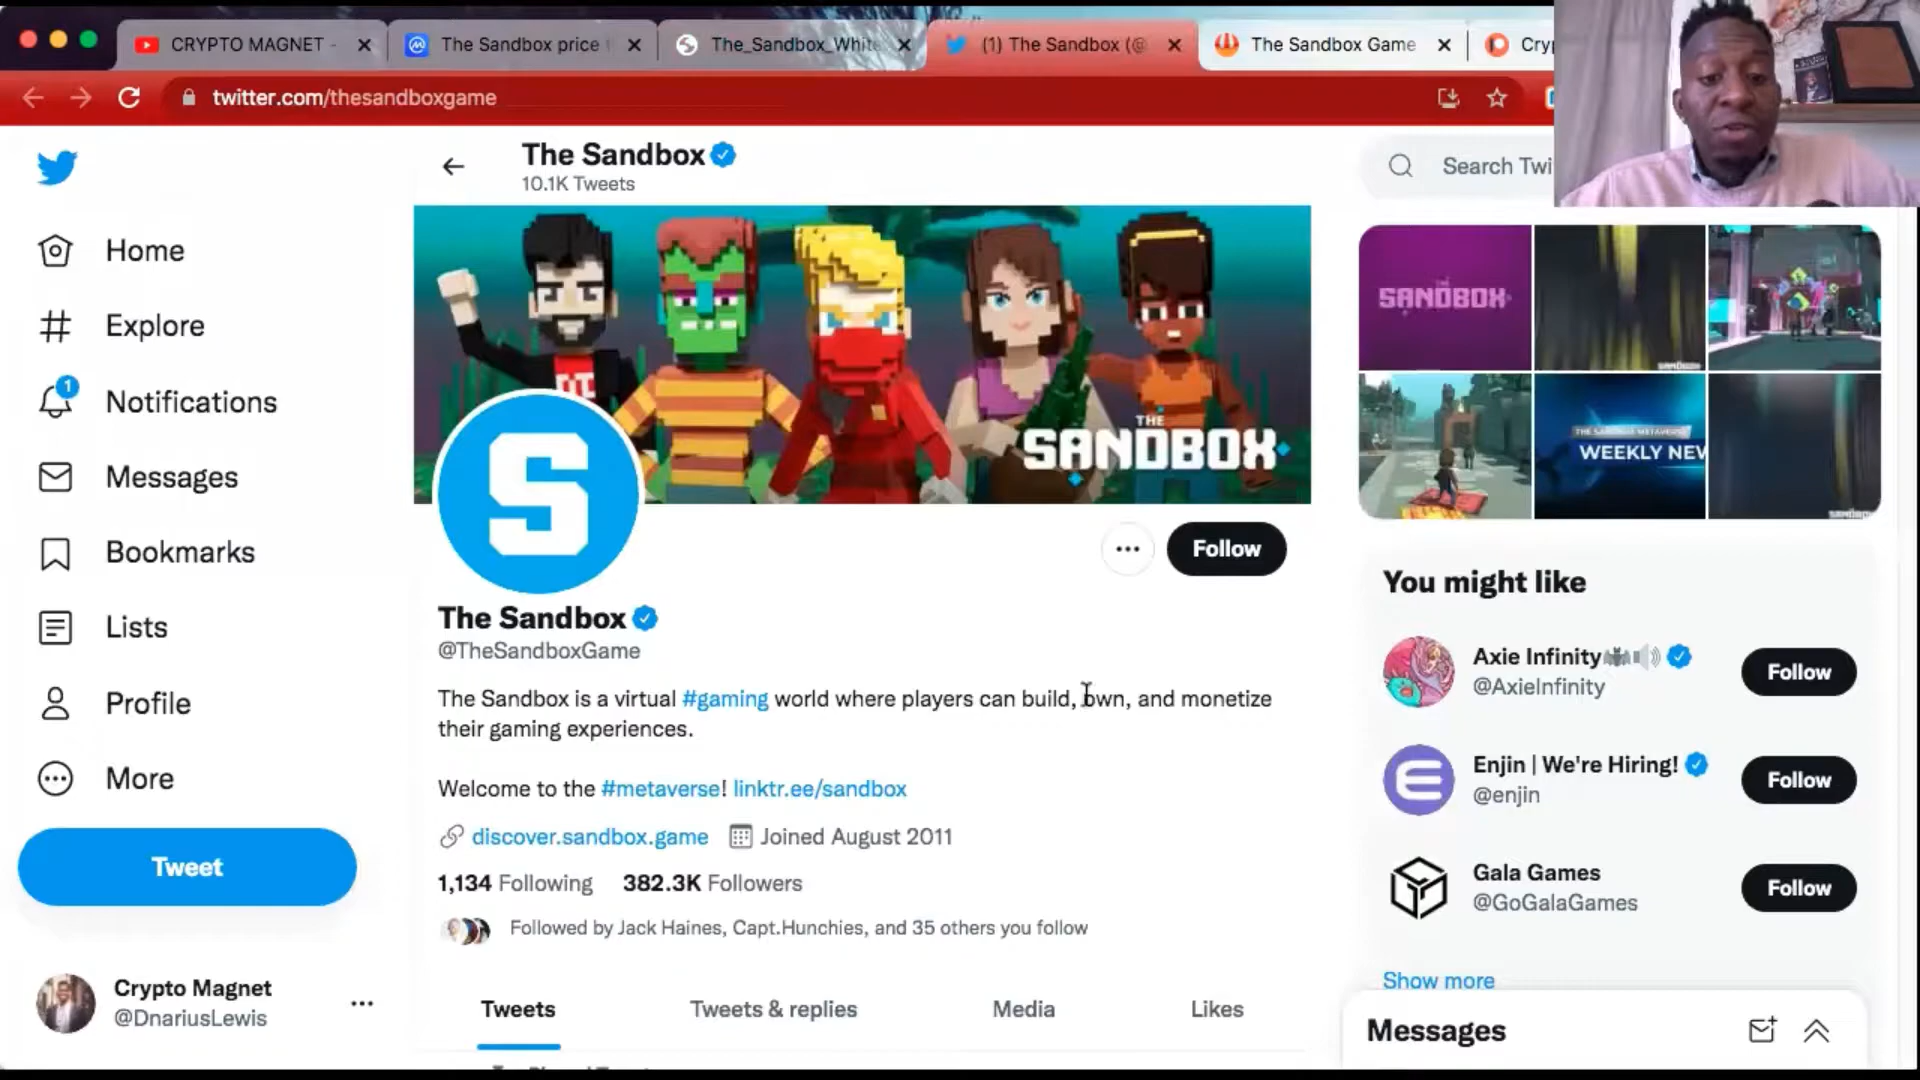 CRYPTO MAGNET -
The Sandbox price
The_Sandbox_White
(1) The Sandbox (@
The Sandbox Game
Cry
twitter.com/thesandboxgame
The Sandbox
10.1K Tweets
Search Twi
Home
Explore
1
Notifications
Messages
Bookmarks
Lists
Profile
More
Tweet
Crypto Magnet
@DnariusLewis
THE
SANDBOX
S
Follow
The Sandbox
@TheSandboxGame
The Sandbox is a virtual #gaming world where players can build, own, and monetize
their gaming experiences.
Welcome to the #metaverse! linktr.ee/sandbox
discover.sandbox.game Joined August 2011
1,134 Following 382.3K Followers
Followed by Jack Haines, Capt.Hunchies, and 35 others you follow
Tweets Tweets & replies Media Likes
SANDBOX
SANDBOX
THE SANDBOX METAVERSE
WEEKLY NEW
You might like
Axie Infinity
@AxieInfinity
Follow
Enjin | We're Hiring!
@enjin
Follow
Gala Games
@GoGalaGames
Follow
Show more
Messages